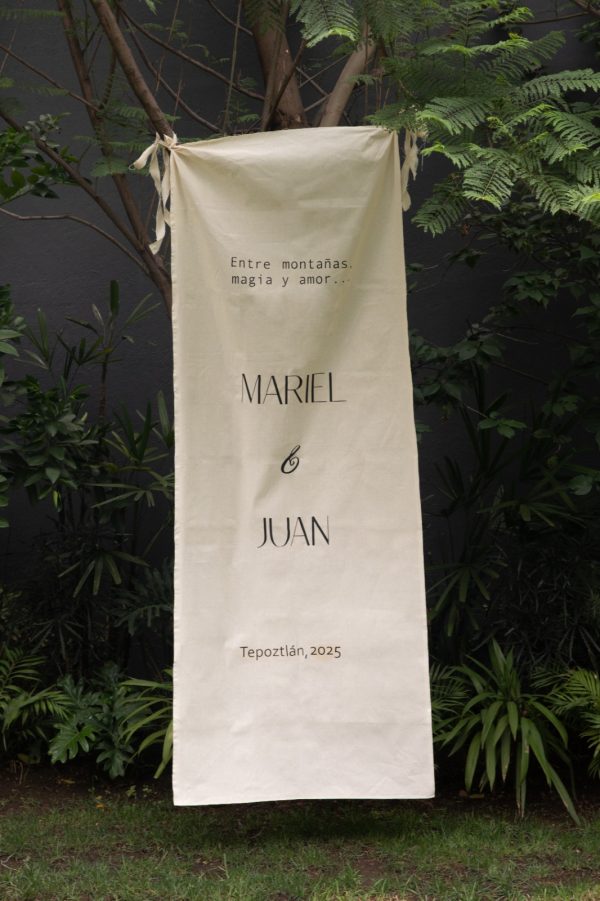 Entre montañas,
magia y amor...
MARIEL
&
JUAN
Tepoztlán, 2025